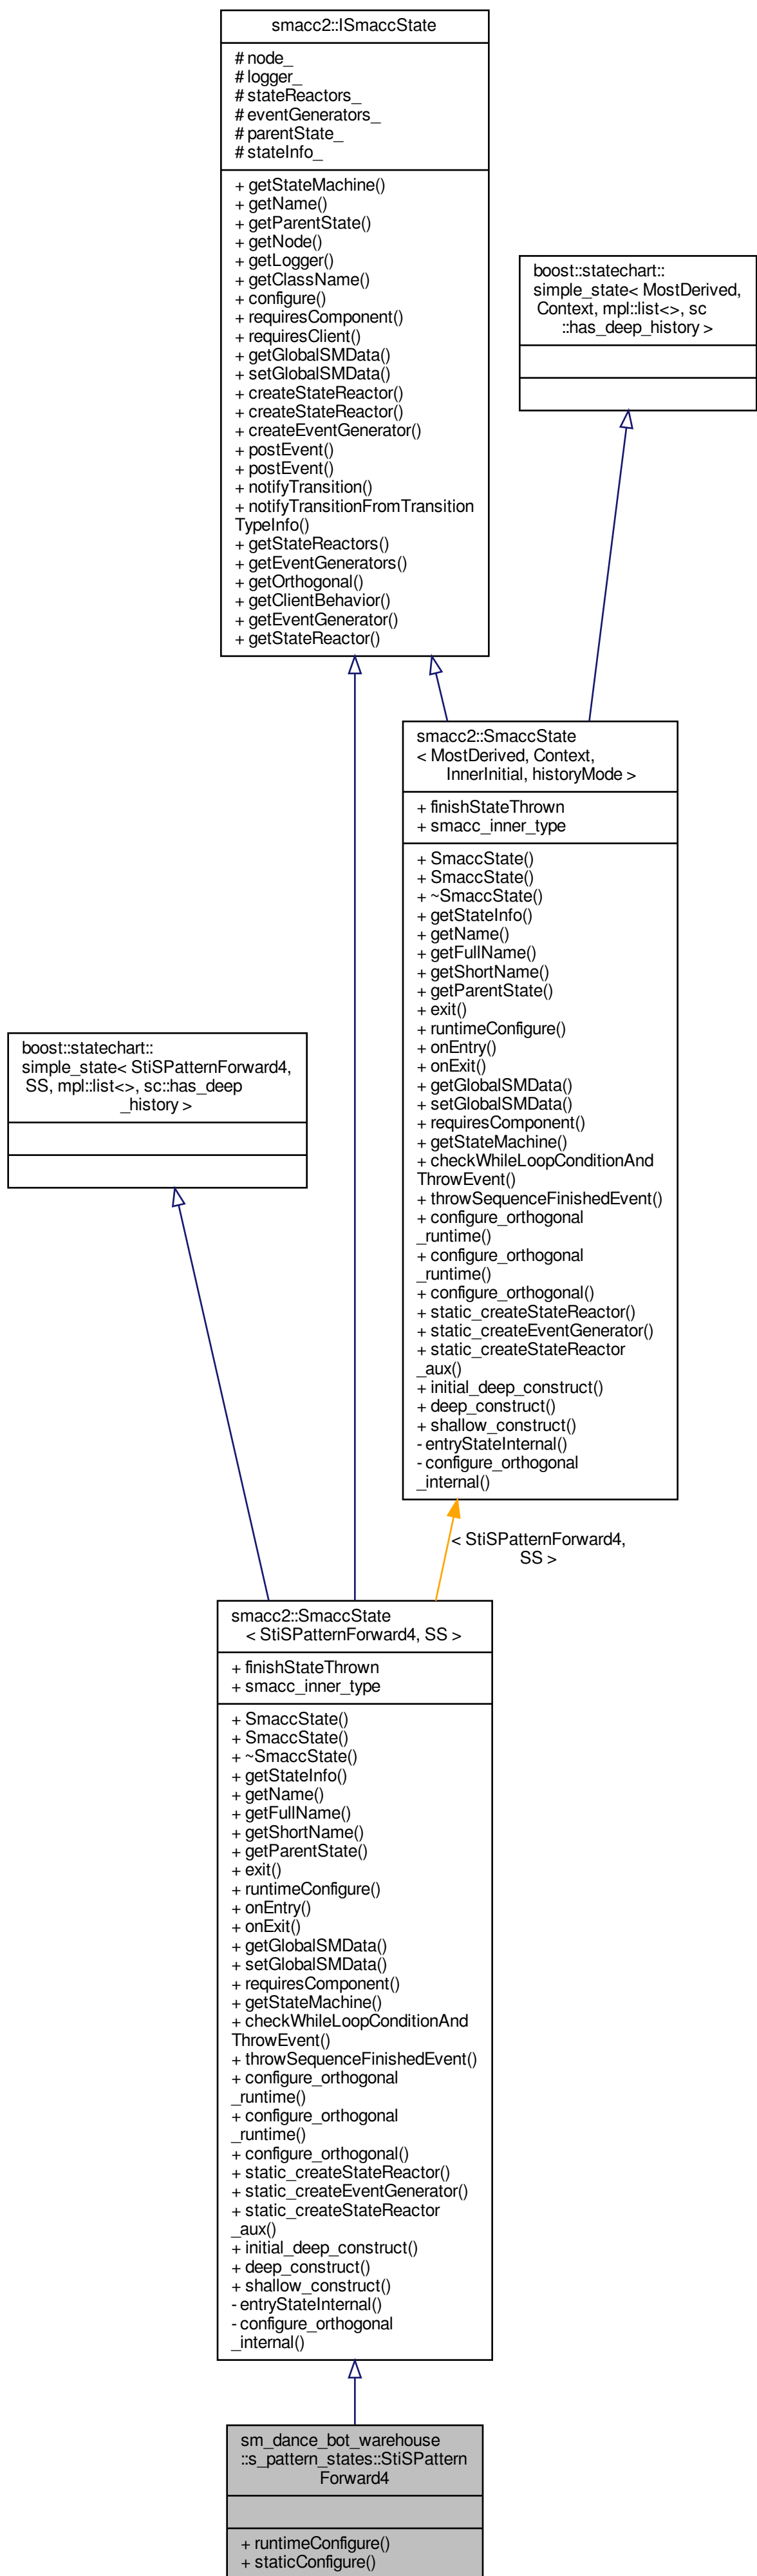 smacc2::ISmaccState
# node_
# logger_
# stateReactors_
# eventGenerators_
# parentState_
# stateInfo_
+ getStateMachine()
+ getName()
+ getParentState()
+ getNode()
+ getLogger()
+ getClassName()
+ configure()
+ requiresComponent()
+ requiresClient()
+ getGlobalSMData()
+ setGlobalSMData()
+ createStateReactor()
+ createStateReactor()
+ createEventGenerator()
+ postEvent()
+ postEvent()
+ notifyTransition()
+ notifyTransitionFromTransition
TypeInfo()
+ getStateReactors()
+ getEventGenerators()
+ getOrthogonal()
+ getClientBehavior()
+ getEventGenerator()
+ getStateReactor()
boost::statechart::
simple_state< MostDerived,
Context, mpl::list<>, sc
::has_deep_history >
smacc2::SmaccState
< MostDerived, Context,
InnerInitial, historyMode >
+ finishStateThrown
+ smacc_inner_type
+ SmaccState()
+ SmaccState()
+ ~SmaccState()
+ getStateInfo()
+ getName()
+ getFullName()
+ getShortName()
+ getParentState()
+ exit()
+ runtimeConfigure()
+ onEntry()
+ onExit()
+ getGlobalSMData()
+ setGlobalSMData()
+ requiresComponent()
+ getStateMachine()
+ checkWhileLoopConditionAnd
ThrowEvent()
+ throwSequenceFinishedEvent()
+ configure_orthogonal
_runtime()
+ configure_orthogonal
_runtime()
+ configure_orthogonal()
+ static_createStateReactor()
+ static_createEventGenerator()
+ static_createStateReactor
_aux()
+ initial_deep_construct()
+ deep_construct()
+ shallow_construct()
- entryStateInternal()
- configure_orthogonal
_internal()
boost::statechart::
simple_state< StiSPatternForward4,
SS, mpl::list<>, sc::has_deep
_history >
< StiSPatternForward4,
SS >
smacc2::SmaccState
< StiSPatternForward4, SS >
+ finishStateThrown
+ smacc_inner_type
+ SmaccState()
+ SmaccState()
+ ~SmaccState()
+ getStateInfo()
+ getName()
+ getFullName()
+ getShortName()
+ getParentState()
+ exit()
+ runtimeConfigure()
+ onEntry()
+ onExit()
+ getGlobalSMData()
+ setGlobalSMData()
+ requiresComponent()
+ getStateMachine()
+ checkWhileLoopConditionAnd
ThrowEvent()
+ throwSequenceFinishedEvent()
+ configure_orthogonal
_runtime()
+ configure_orthogonal
_runtime()
+ configure_orthogonal()
+ static_createStateReactor()
+ static_createEventGenerator()
+ static_createStateReactor
_aux()
+ initial_deep_construct()
+ deep_construct()
+ shallow_construct()
- entryStateInternal()
- configure_orthogonal
_internal()
sm_dance_bot_warehouse
::s_pattern_states::StiSPattern
Forward4
+ runtimeConfigure()
+ staticConfigure()